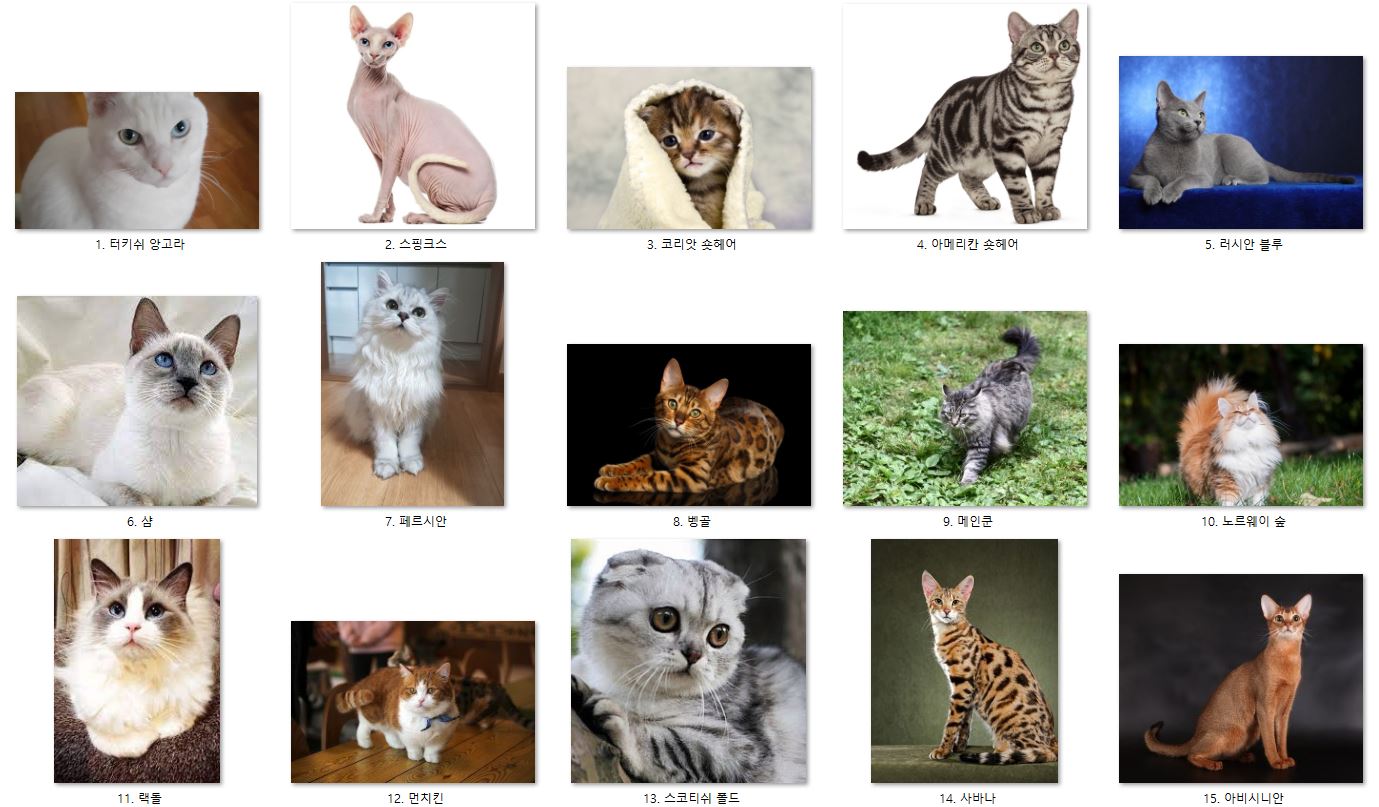 1. 터키쉬 앙고라
2. 스핑크스
3. 코리앗 숏헤어
4. 아메리칸 숏헤어
5. 러시안 블루
6. 샴
7. 페르시안
8. 벵골
9. 메인쿤
10. 노르웨이 숲
11. 랙돌
12. 먼치킨
13. 스코티쉬 폴드
14. 사바나
15. 아비시니안